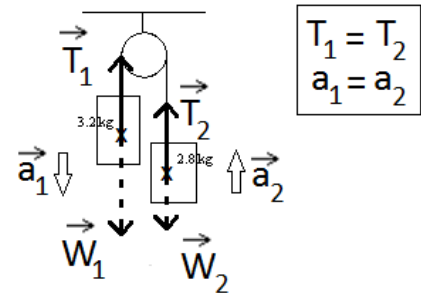 T₁ = T₂
a₁ = a₂
T₁
3.2kg
T₂
2.8kg
a₁
a₂
W₁
W₂